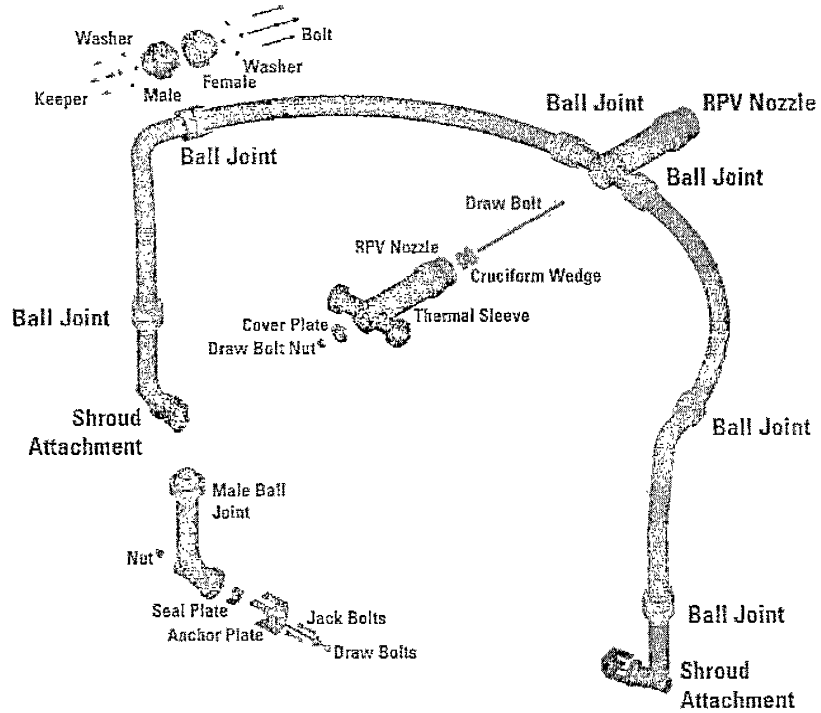 Washer
Bolt
Washer
Keeper
Male
Female
Ball Joint
RPV Nozzle
Ball Joint
Ball Joint
Draw Bolt
RPV Nozzle
Cruciform Wedge
Ball Joint
Cover Plate
Thermal Sleeve
Draw Bolt Nut
Shroud
Attachment
Ball Joint
Male Ball
Joint
Nut
Seal Plate
Jack Bolts
Ball Joint
Anchor Plate
Draw Bolts
Shroud
Attachment